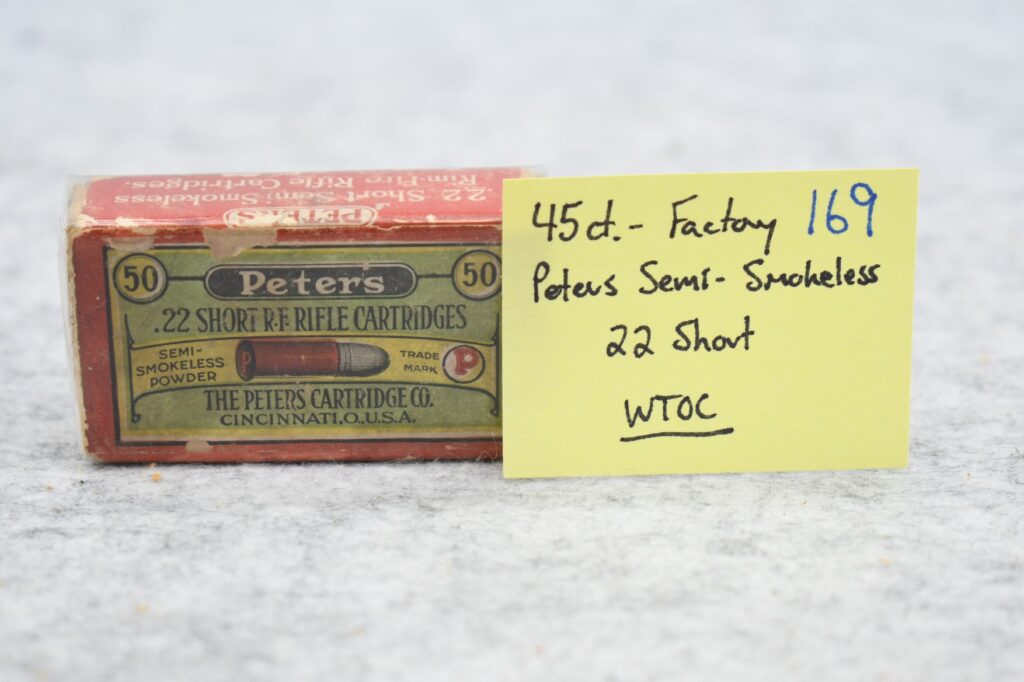 .22 Short Semi-Smokeless
Rim-Fire Rifle Cartridges.
PETERS
50
Peters
50
.22 SHORT R.F. RIFLE CARTRIDGES
SEMI-
SMOKELESS
POWDER
P
TRADE
MARK
P
THE PETERS CARTRIDGE CO.
CINCINNATI, O., U.S.A.
45ct.- Factory 169
Peters Semi-Smokeless
22 Short
WTOC